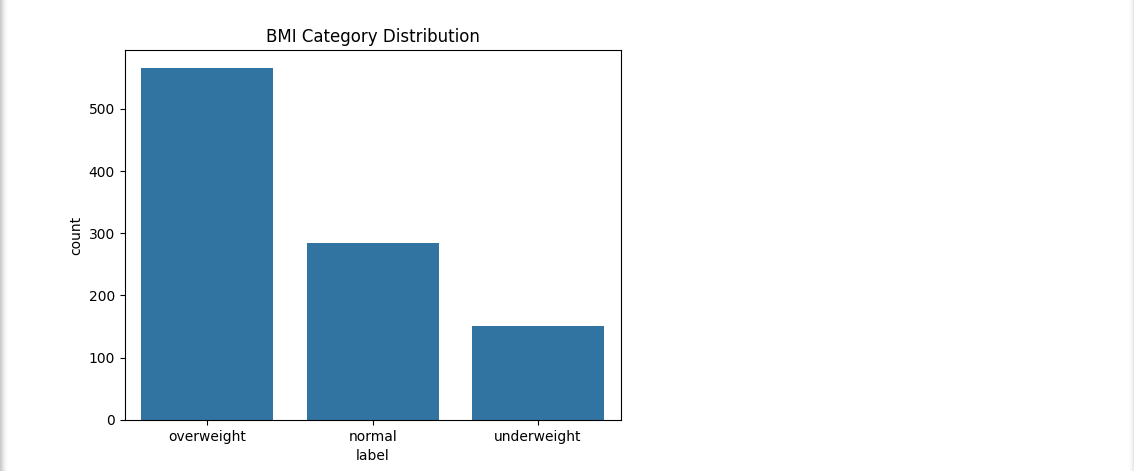 BMI Category Distribution
500
400
300
200
100
0
count
overweight normal underweight
label